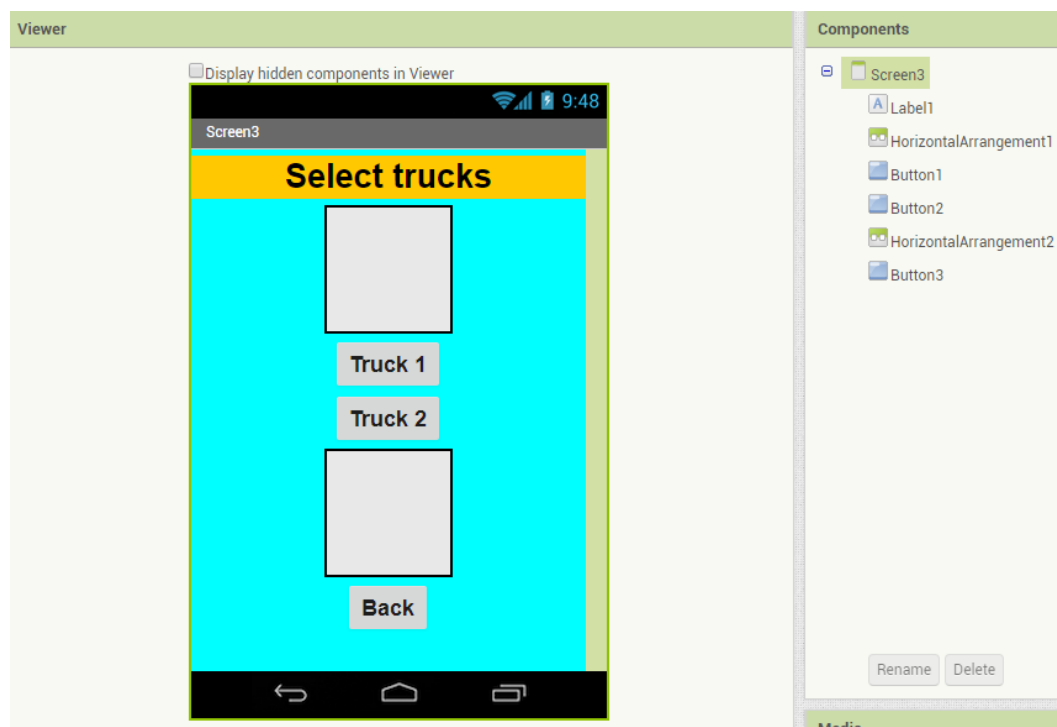 Viewer
Display hidden components in Viewer
9:48
Screen3
Select trucks
Truck 1
Truck 2
Back
Components
Screen3
Label1
HorizontalArrangement1
Button1
Button2
HorizontalArrangement2
Button3
Rename Delete
Media